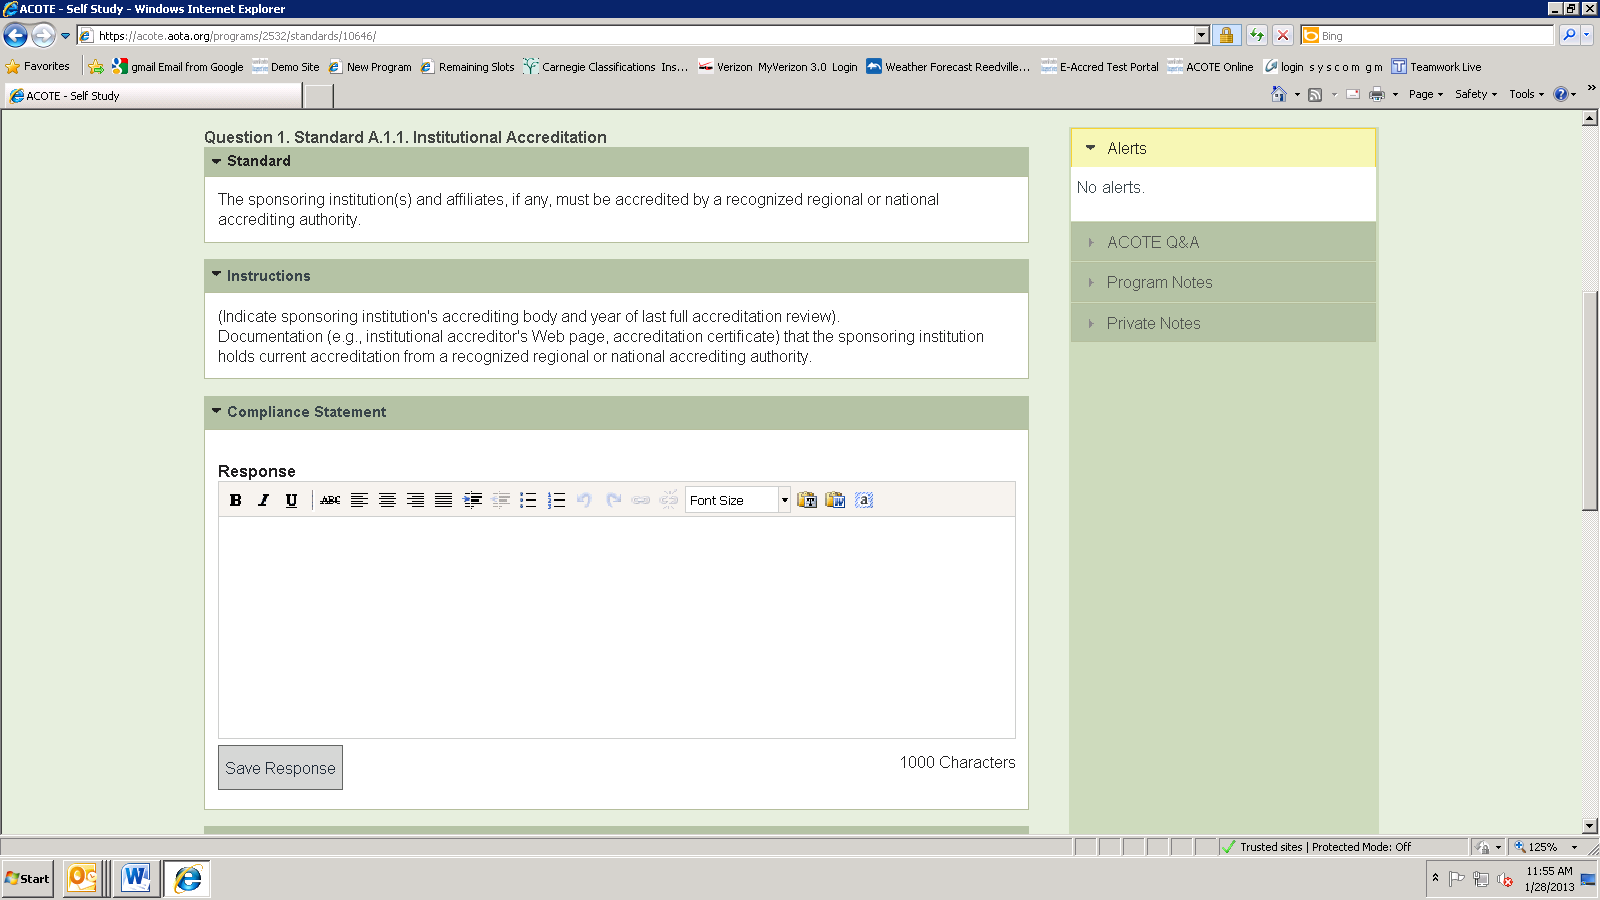 ACOTE - Self Study - Windows Internet Explorer
https://acote.aota.org/programs/2532/standards/10646/
Bing
Favorites
gmail Email from Google
Demo Site
New Program
Remaining Slots
Carnegie Classifications Ins...
Verizon MyVerizon 3.0 Login
Weather Forecast Reedville...
E-Accred Test Portal
ACOTE Online
login s y s c o m g m
Teamwork Live
ACOTE - Self Study
Page
Safety
Tools
Question 1. Standard A.1.1. Institutional Accreditation
Standard
The sponsoring institution(s) and affiliates, if any, must be accredited by a recognized regional or national
accrediting authority.
Instructions
(Indicate sponsoring institution's accrediting body and year of last full accreditation review).
Documentation (e.g., institutional accreditor's Web page, accreditation certificate) that the sponsoring institution
holds current accreditation from a recognized regional or national accrediting authority.
Compliance Statement
Response
B I U ABC
Font Size
Save Response
1000 Characters
Alerts
No alerts.
ACOTE Q&A
Program Notes
Private Notes
Trusted sites | Protected Mode: Off
125%
Start
11:55 AM
1/28/2013